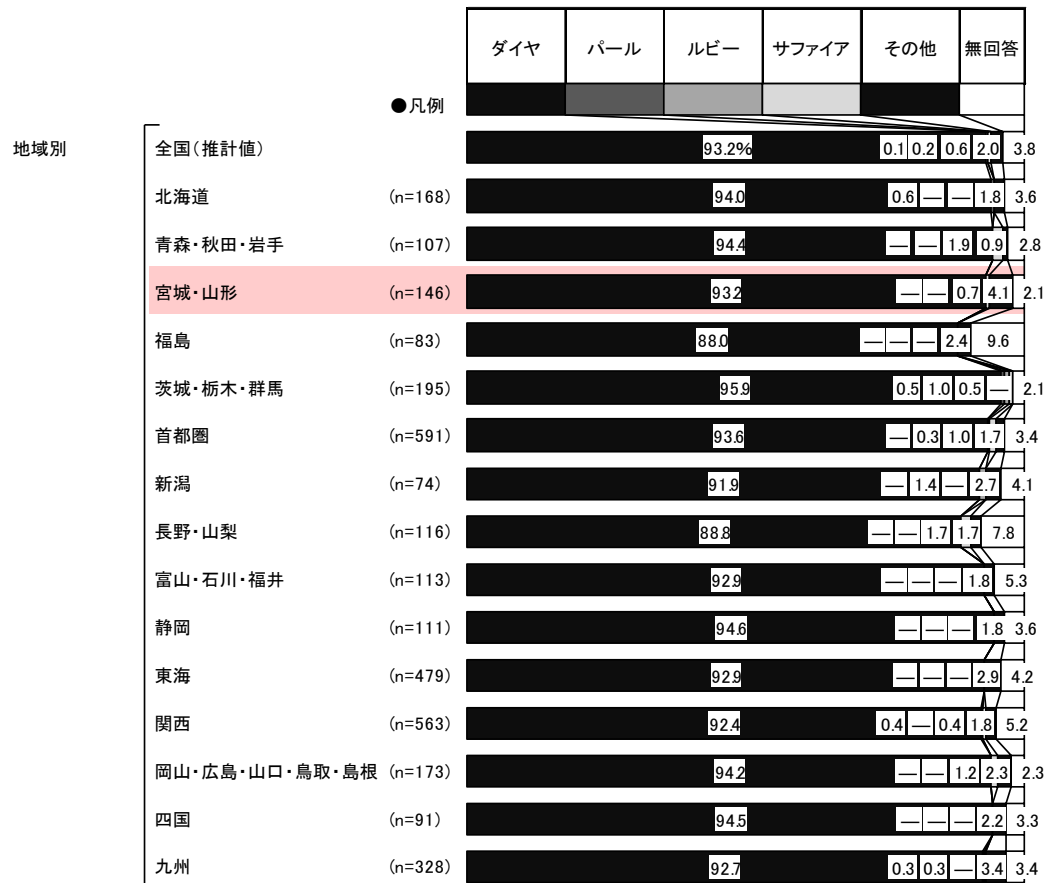 ダイヤ パール ルビー サファイア その他 無回答
●凡例
地域別 全国(推計値) 93.2% 0.1 0.2 0.6 2.0 3.8
北海道 (n=168) 94.0 0.6 — — 1.8 3.6
青森・秋田・岩手 (n=107) 94.4 — — 1.9 0.9 2.8
宮城・山形 (n=146) 93.2 — — 0.7 4.1 2.1
福島 (n=83) 88.0 — — — 2.4 9.6
茨城・栃木・群馬 (n=195) 95.9 0.5 1.0 0.5 — 2.1
首都圏 (n=591) 93.6 — 0.3 1.0 1.7 3.4
新潟 (n=74) 91.9 — 1.4 — 2.7 4.1
長野・山梨 (n=116) 88.8 — — 1.7 1.7 7.8
富山・石川・福井 (n=113) 92.9 — — — 1.8 5.3
静岡 (n=111) 94.6 — — — 1.8 3.6
東海 (n=479) 92.9 — — — 2.9 4.2
関西 (n=563) 92.4 0.4 — 0.4 1.8 5.2
岡山・広島・山口・鳥取・島根 (n=173) 94.2 — — 1.2 2.3 2.3
四国 (n=91) 94.5 — — — 2.2 3.3
九州 (n=328) 92.7 0.3 0.3 — 3.4 3.4